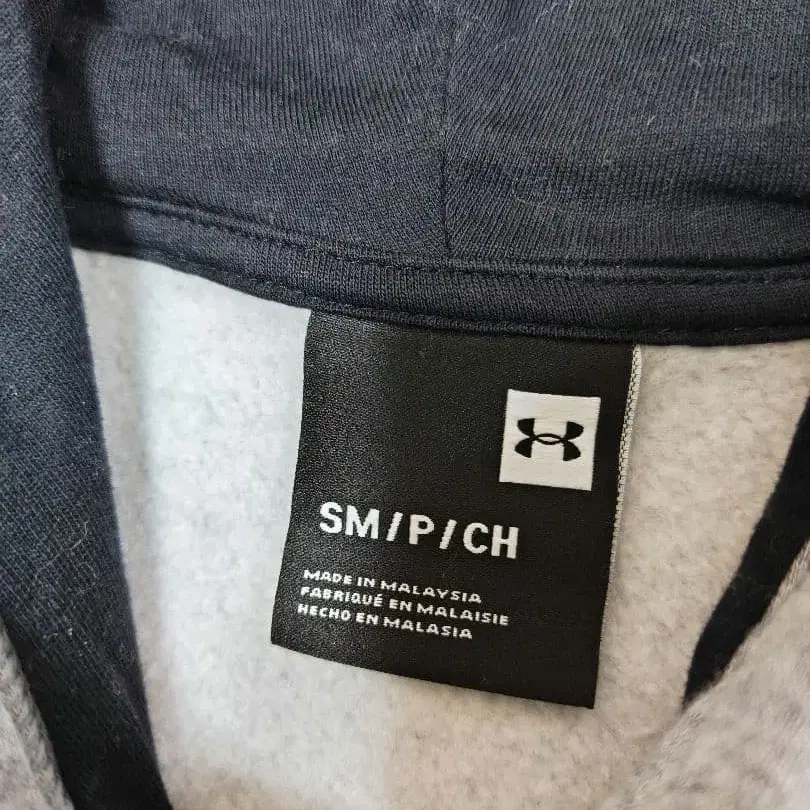 SM/P/CH
MADE IN MALAYSIA
FABRIQUÉ EN MALAISIE
HECHO EN MALASIA